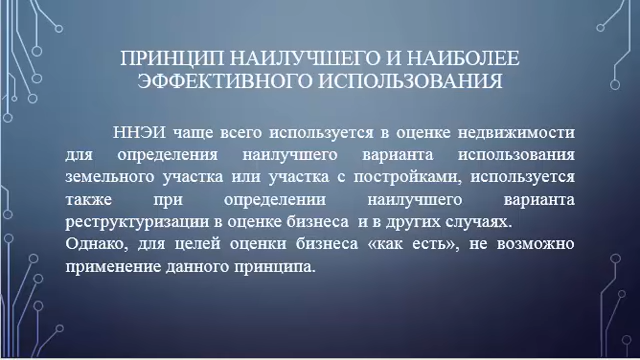 ПРИНЦИП НАИЛУЧШЕГО И НАИБОЛЕЕ
ЭФФЕКТИВНОГО ИСПОЛЬЗОВАНИЯ
ННЭИ чаще всего используется в оценке недвижимости
для определения наилучшего варианта использования
земельного участка или участка с постройками, используется
также при определении наилучшего варианта
реструктуризации в оценке бизнеса и в других случаях.
Однако, для целей оценки бизнеса «как есть», не возможно
применение данного принципа.